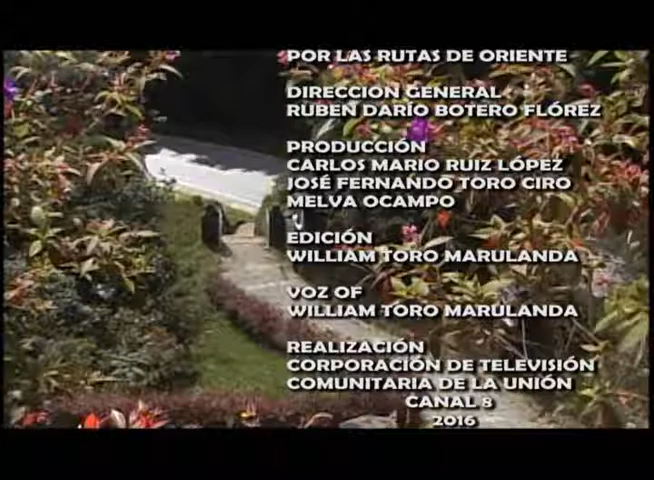 POR LAS RUTAS DE ORIENTE
DIRECCION GENERAL
RUBEN DARÍO BOTERO FLÓREZ
PRODUCCIÓN
CARLOS MARIO RUIZ LÓPEZ
JOSÉ FERNANDO TORO CIRO
MELVA OCAMPO
EDICIÓN
WILLIAM TORO MARULANDA
VOZ OF
WILLIAM TORO MARULANDA
REALIZACIÓN
CORPORACIÓN DE TELEVISIÓN
COMUNITARIA DE LA UNIÓN
CANAL 8
2016